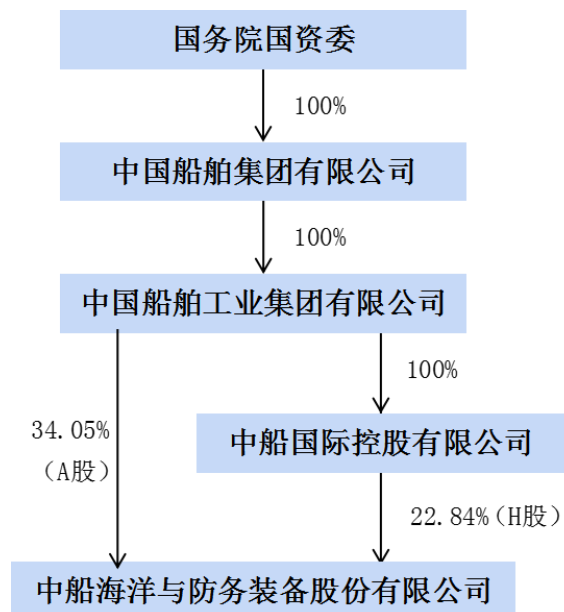 国务院国资委
100%
中国船舶集团有限公司
100%
中国船舶工业集团有限公司
100%
34.05%
（A股）
中船国际控股有限公司
22.84%（H股）
中船海洋与防务装备股份有限公司